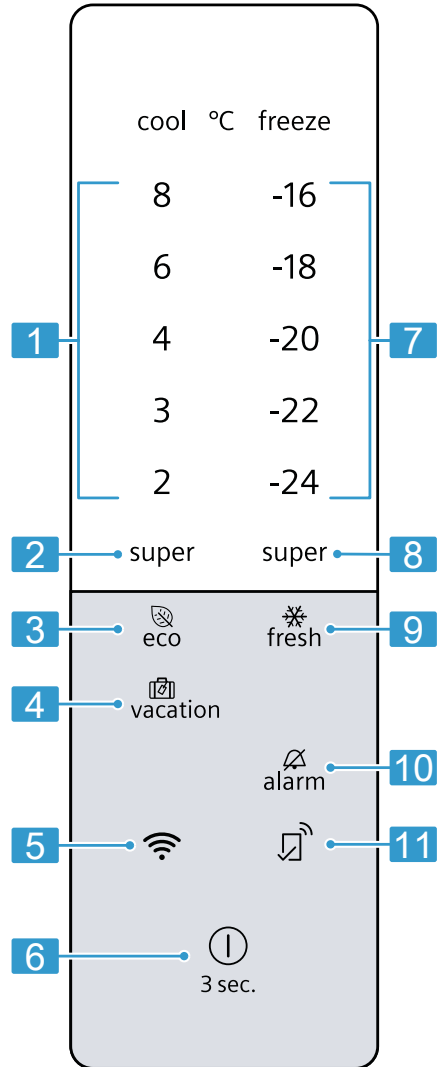 cool °C freeze
8 -16
6 -18
1 4 -20 7
3 -22
2 -24
2 super super 8
3 eco fresh 9
4 vacation
alarm 10
5 11
6
3 sec.